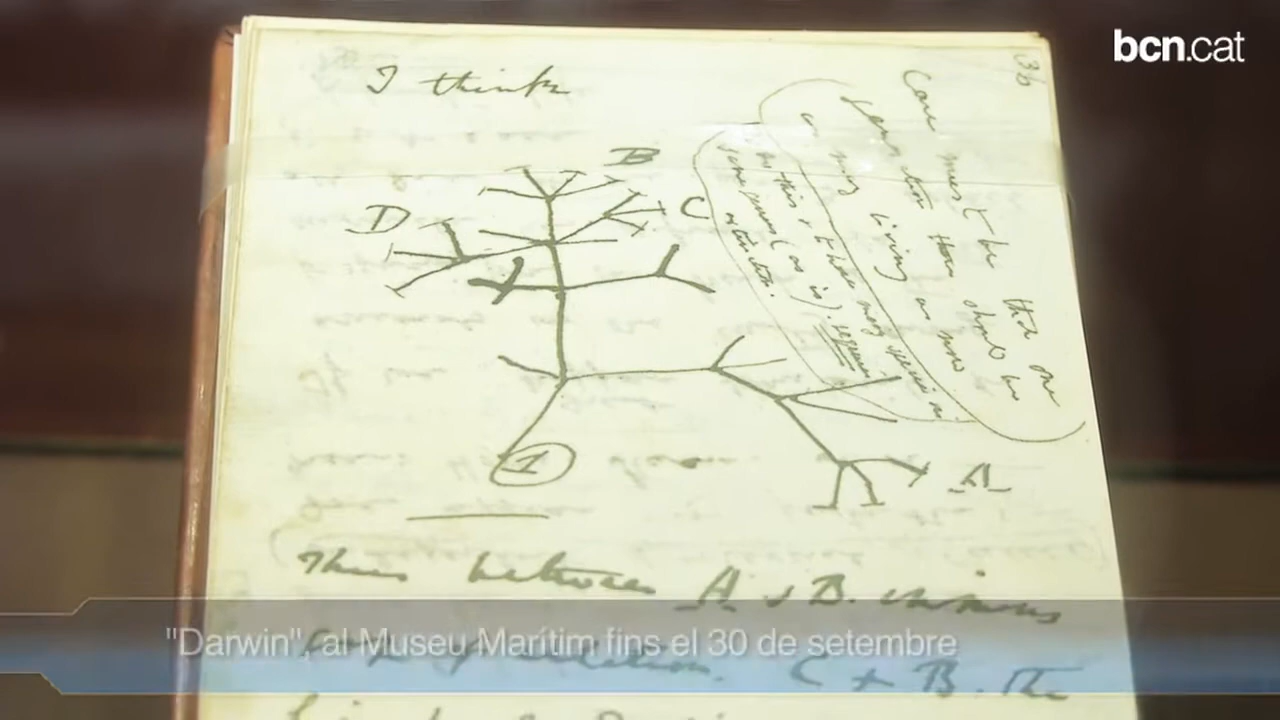 bcn.cat
36
I think
B
D
C
Case must be that one
generation then should be
as many living as now
to do this & to have many species in
same genus (as is). requires
extinction.
1
A
Thus between A & B. immens
gap of relation. C + B. The
"Darwin", al Museu Marítim fins el 30 de setembre